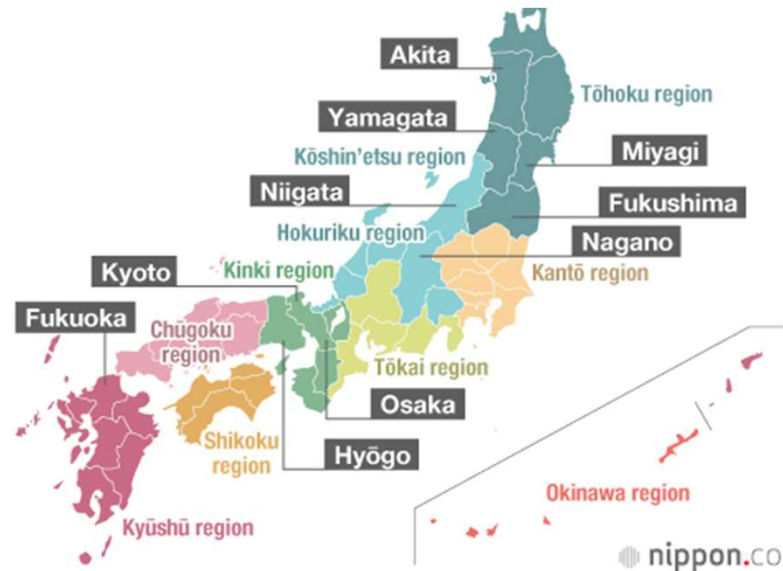 Akita
Tōhoku region
Yamagata
Miyagi
Kōshin'etsu region
Niigata
Fukushima
Hokuriku region
Nagano
Kinki region
Kantō region
Kyoto
Fukuoka
Chūgoku
region
Tōkai region
Osaka
Shikoku
region
Hyōgo
Okinawa region
Kyūshū region
nippon.co